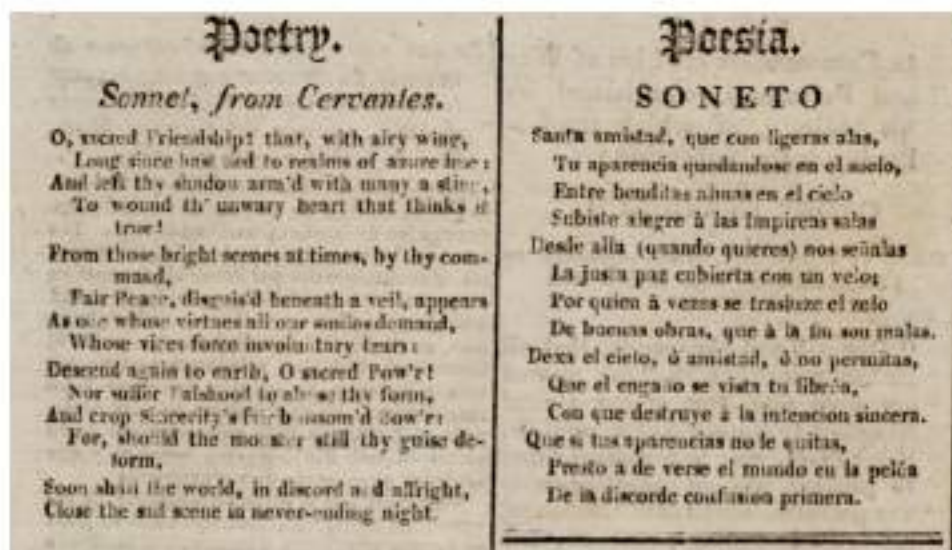 Poetry.
Sonnet, from Cervantes.
O, sacred Friendship! that, with airy wing,
Long since hast fled to realms of azure
And left thy shadow arm'd with many a sting,
To wound th' unwary heart that thinks it
true!
From those bright scenes at times, by thy com-
mand,
Fair Peace, disguis'd beneath a veil, appears
As one whose virtues all our smiles demand,
Whose vices force involuntary tears:
Descend again to earth, O sacred Pow'r!
Nor suffer Falshood to abuse thy form,
And crop Sincerity's fair blossom'd flow'r:
For, should the monster still thy guise de-
form,
Soon shall the world, in discord and affright,
Close the sad scene in never-ending night.
Poesia.
SONETO
Santa amistad, que con ligeras alas,
Tu aparencia quedandose en el suelo,
Entre benditas almas en el cielo
Subiste alegre à las Impireas salas
Desde alla (quando quieres) nos señalas
La justa paz cubierta con un velo;
Por quien à vezes se trasluze el zelo
De buenas obras, que à la fin son malas.
Dexa el cielo, ò amistad, ò no permitas,
Que el engaño se vista tu libréa,
Con que destruye à la intencion sincera.
Que si tus aparencias no le quitas,
Presto a de verse el mundo en la peléa
De la discorde confusion primera.